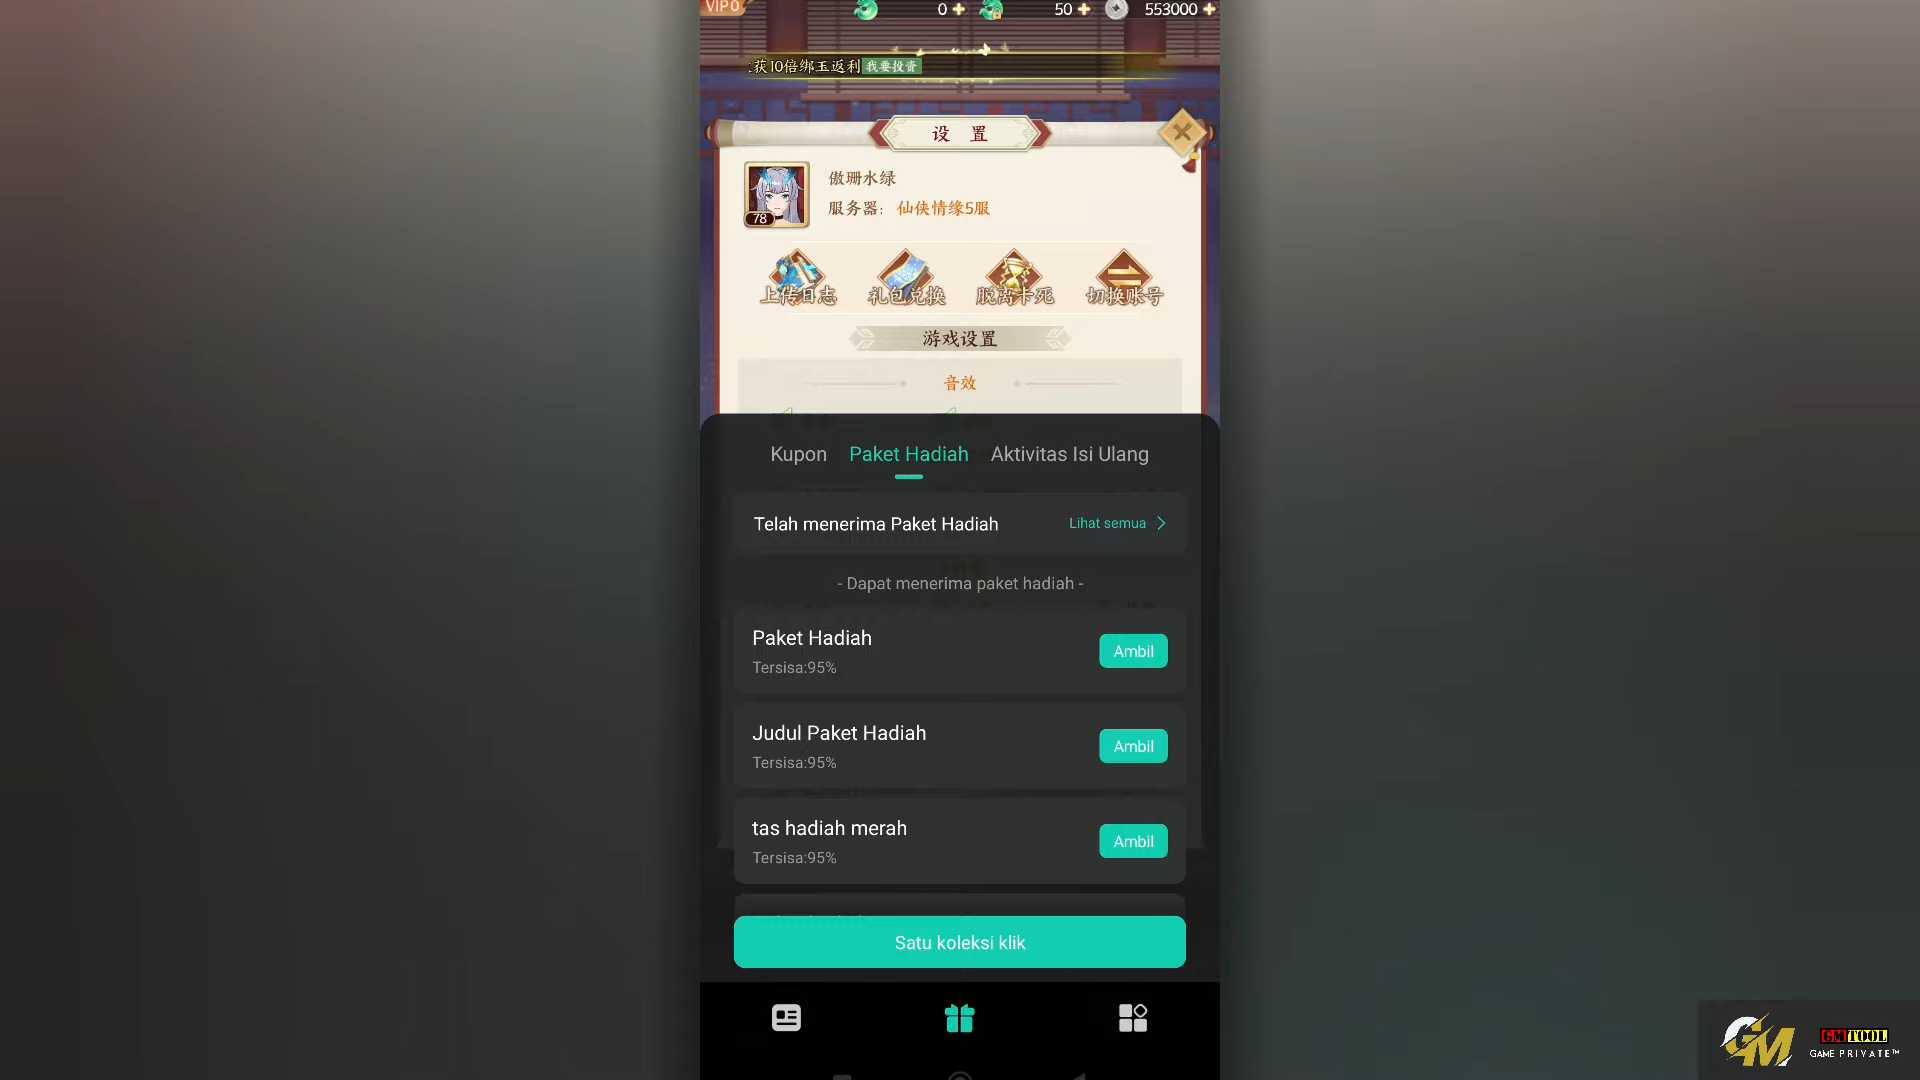 VIP0
0
50
553000
获10倍绑玉返利 我要投资
设 置
傲珊水绿
服务器： 仙侠情缘5服
78
上传日志 礼包兑换 脱离卡死 切换账号
游戏设置
音效
Kupon Paket Hadiah Aktivitas Isi Ulang
Telah menerima Paket Hadiah Lihat semua
- Dapat menerima paket hadiah -
Paket Hadiah
Tersisa:95%
Ambil
Judul Paket Hadiah
Tersisa:95%
Ambil
tas hadiah merah
Tersisa:95%
Ambil
Satu koleksi klik
GM
GMTOOL
GAME PRIVATE™